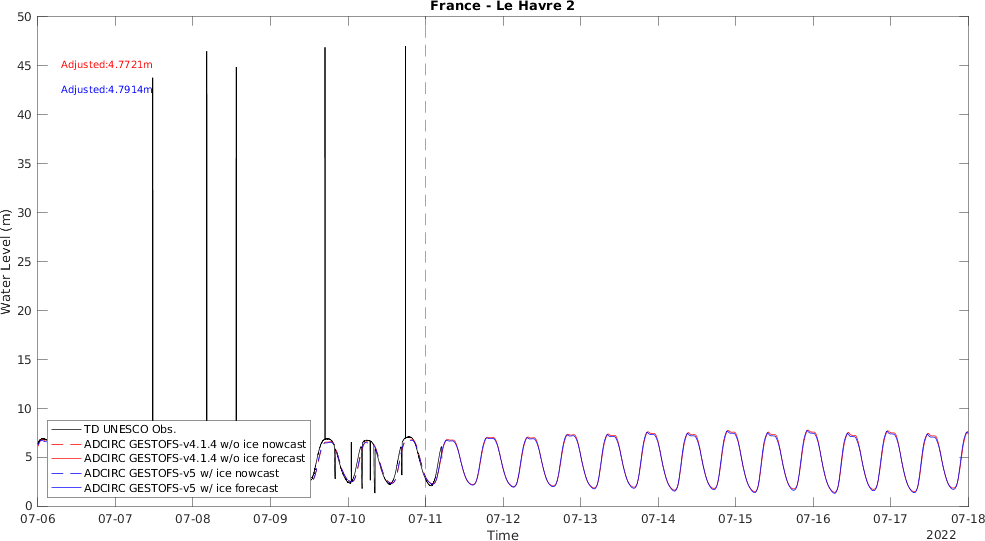 France - Le Havre 2
50
45
40
35
30
25
20
15
10
5
0
Water Level (m)
Adjusted:4.7721m
Adjusted:4.7914m
TD UNESCO Obs.
ADCIRC GESTOFS-v4.1.4 w/o ice nowcast
ADCIRC GESTOFS-v4.1.4 w/o ice forecast
ADCIRC GESTOFS-v5 w/ ice nowcast
ADCIRC GESTOFS-v5 w/ ice forecast
07-06 07-07 07-08 07-09 07-10 07-11 07-12 07-13 07-14 07-15 07-16 07-17 07-18
Time
2022